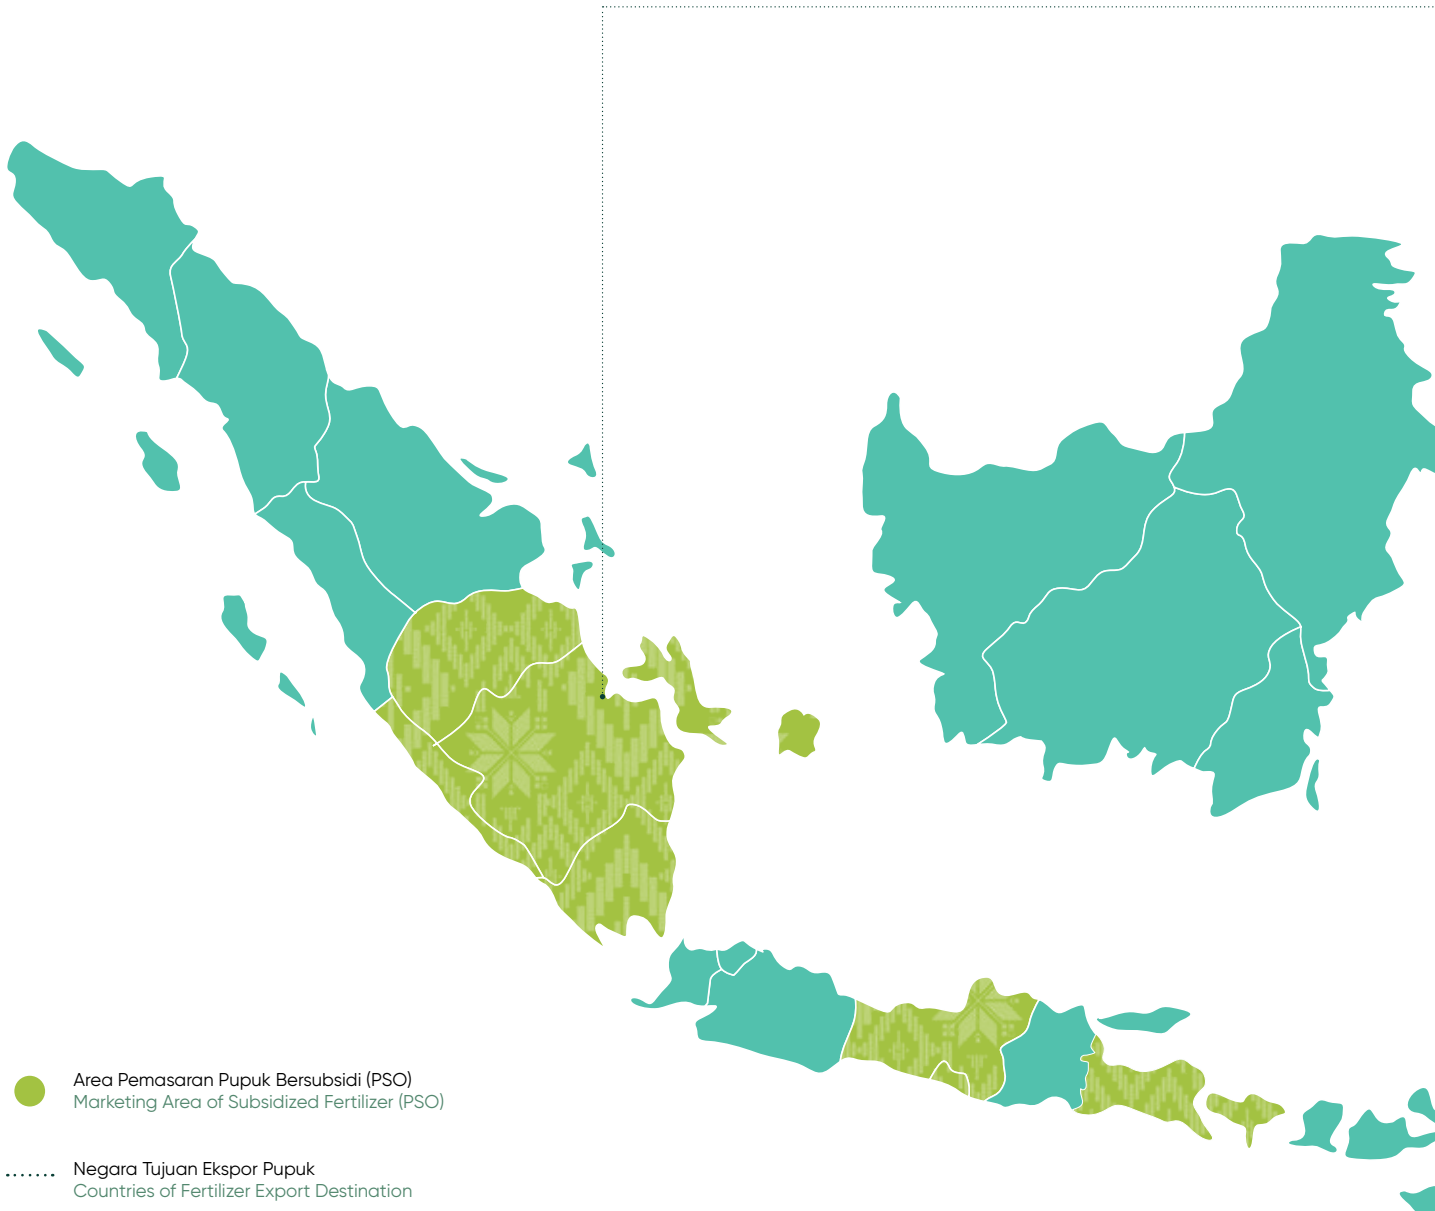 Area Pemasaran Pupuk Bersubsidi (PSO)
Marketing Area of Subsidized Fertilizer (PSO)
Negara Tujuan Ekspor Pupuk
Countries of Fertilizer Export Destination